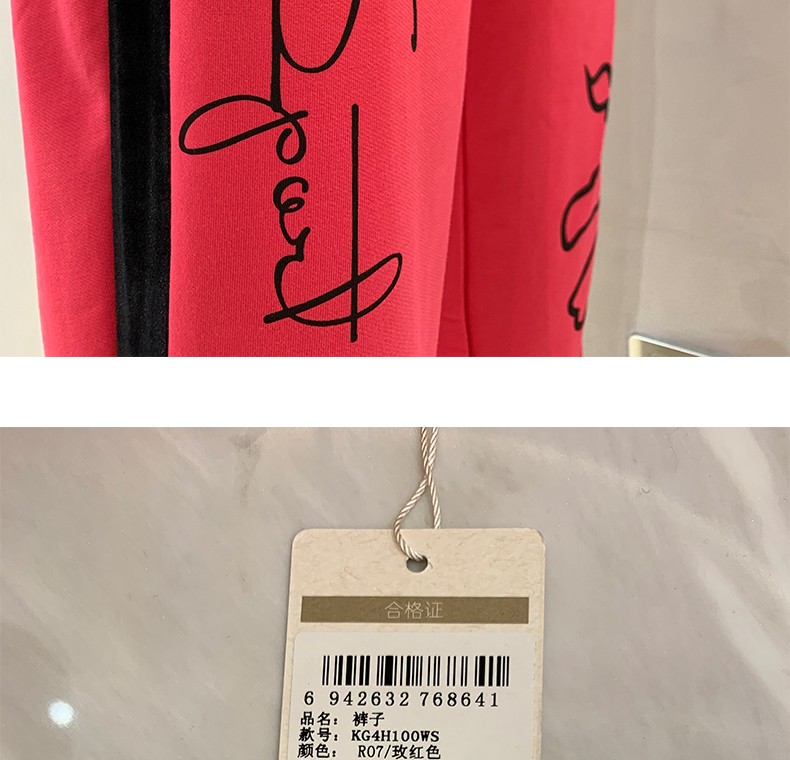 合格证
6 942632 768641
品名: 裤子
款号: KG4H100WS
颜色: R07/玫红色